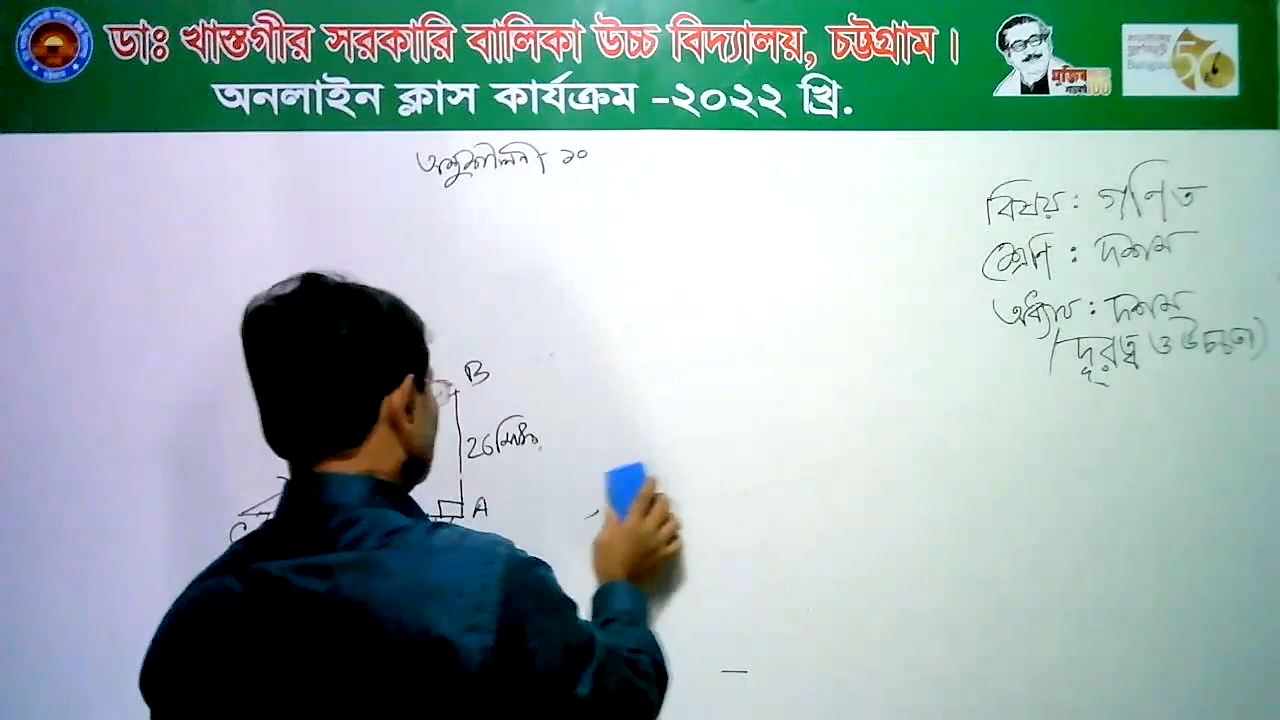 ডাঃ খাস্তগীর সরকারি বালিকা উচ্চ বিদ্যালয়, চট্টগ্রাম।
অনলাইন ক্লাস কার্যক্রম -২০২২ খ্রি.
মুজিব
100
অনুশীলনী ১০
বিষয় : গণিত
শ্রেণি : দশম
অধ্যায় : দশম
(দূরত্ব ও উচ্চতা)
B
26 মিটার
A
C